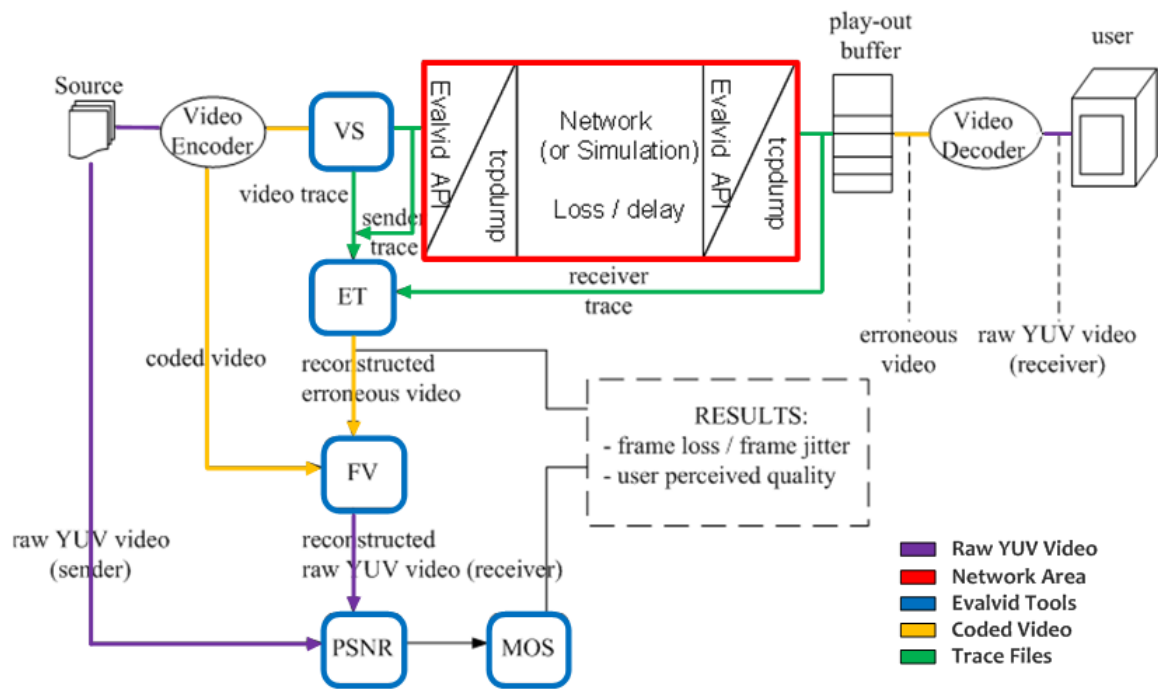 play-out
buffer
user
Source
Video
Encoder
VS
Evalvid API
tcpdump
Network
(or Simulation)
Loss / delay
Evalvid API
tcpdump
Video
Decoder
video trace
sender
trace
ET
receiver
trace
erroneous
video
raw YUV video
(receiver)
coded video
reconstructed
erroneous video
RESULTS:
- frame loss / frame jitter
- user perceived quality
FV
raw YUV video
(sender)
reconstructed
raw YUV video (receiver)
PSNR
MOS
Raw YUV Video
Network Area
Evalvid Tools
Coded Video
Trace Files